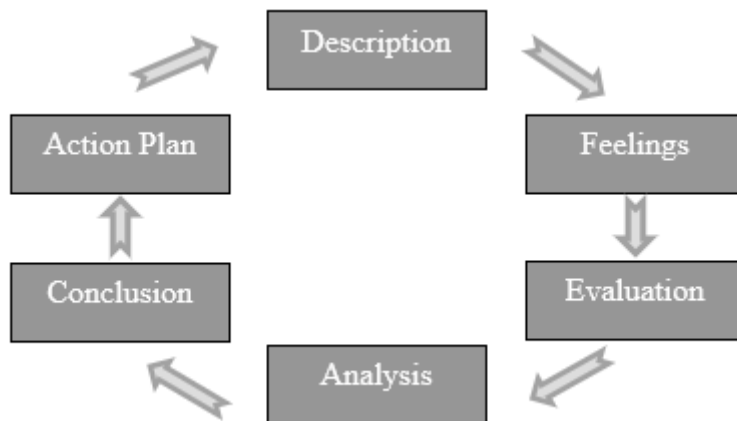 Description
Action Plan
Feelings
Conclusion
Evaluation
Analysis